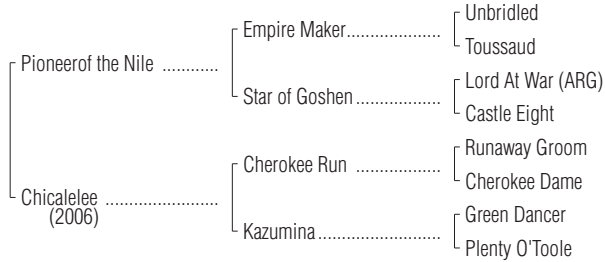 Unbridled
Empire Maker....................
Toussaud
Pioneerof the Nile ............
Lord At War (ARG)
Star of Goshen..................
Castle Eight
Runaway Groom
Cherokee Run ..................
Cherokee Dame
Chicalelee ........................
(2006)
Green Dancer
Kazumina..........................
Plenty O'Toole